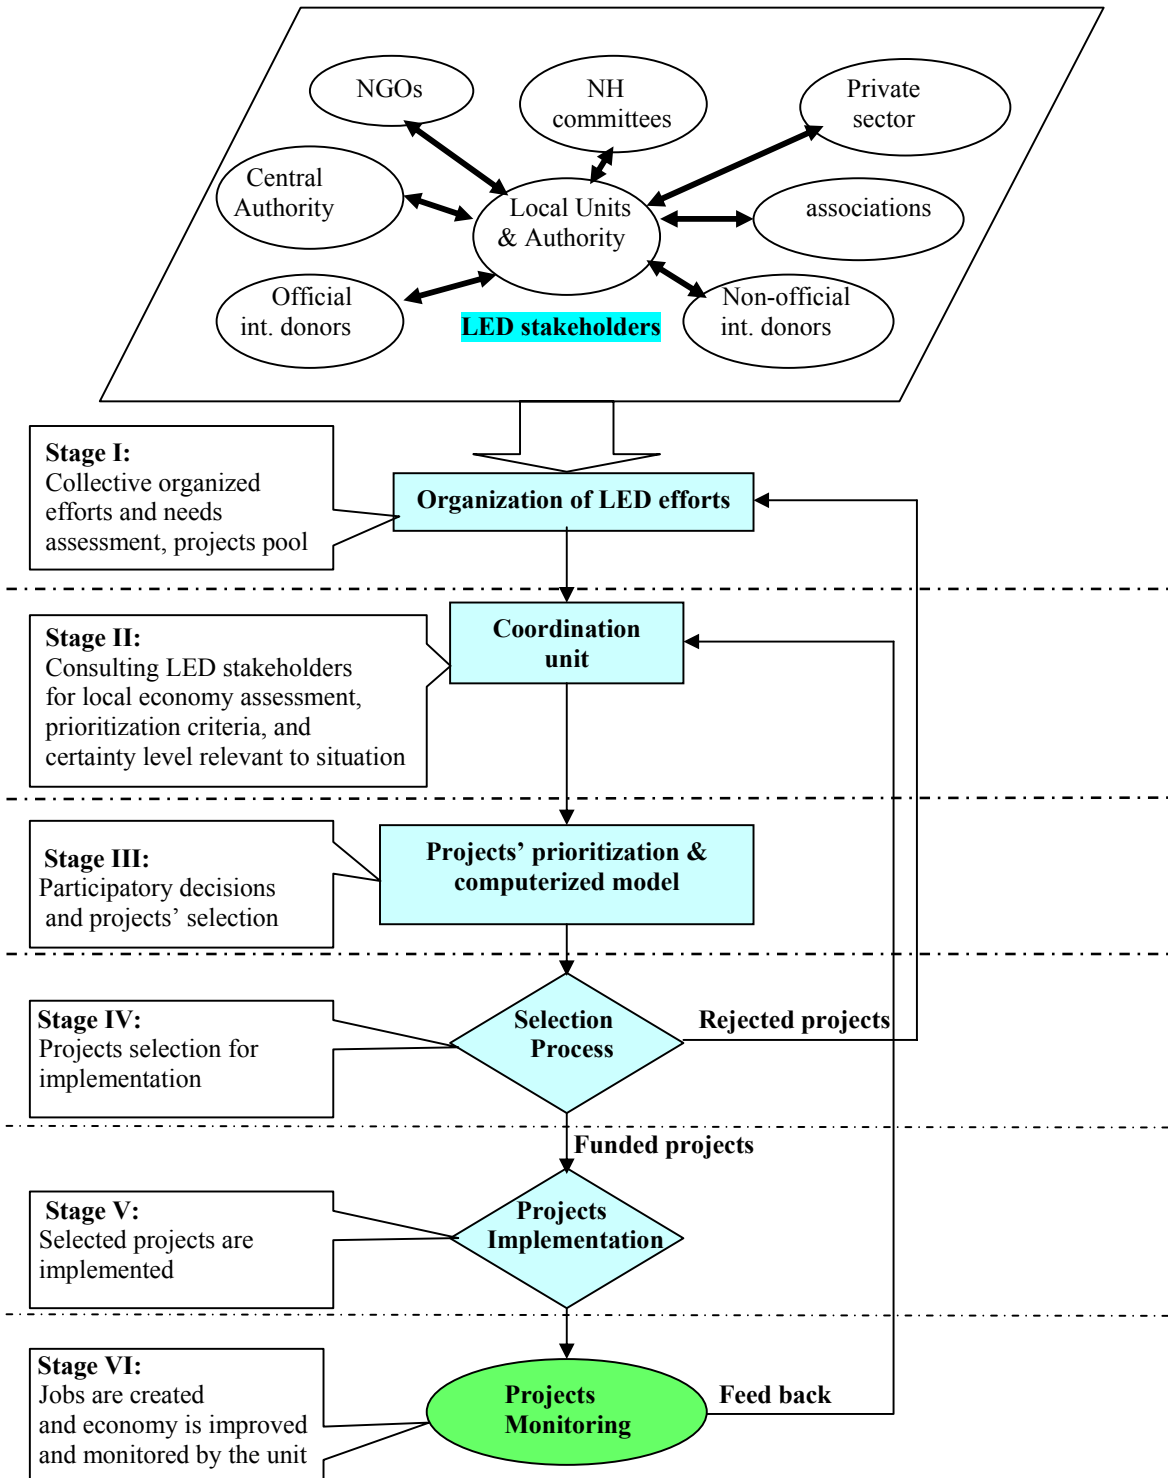 NGOs
NH
committees
Private
sector
Central
Authority
Local Units
& Authority
associations
Official
int. donors
LED stakeholders
Non-official
int. donors
Stage I:
Collective organized
efforts and needs
assessment, projects pool
Organization of LED efforts
Stage II:
Consulting LED stakeholders
for local economy assessment,
prioritization criteria, and
certainty level relevant to situation
Coordination
unit
Stage III:
Participatory decisions
and projects’ selection
Projects’ prioritization &
computerized model
Stage IV:
Projects selection for
implementation
Selection
Process
Rejected projects
Funded projects
Stage V:
Selected projects are
implemented
Projects
Implementation
Stage VI:
Jobs are created
and economy is improved
and monitored by the unit
Projects
Monitoring
Feed back